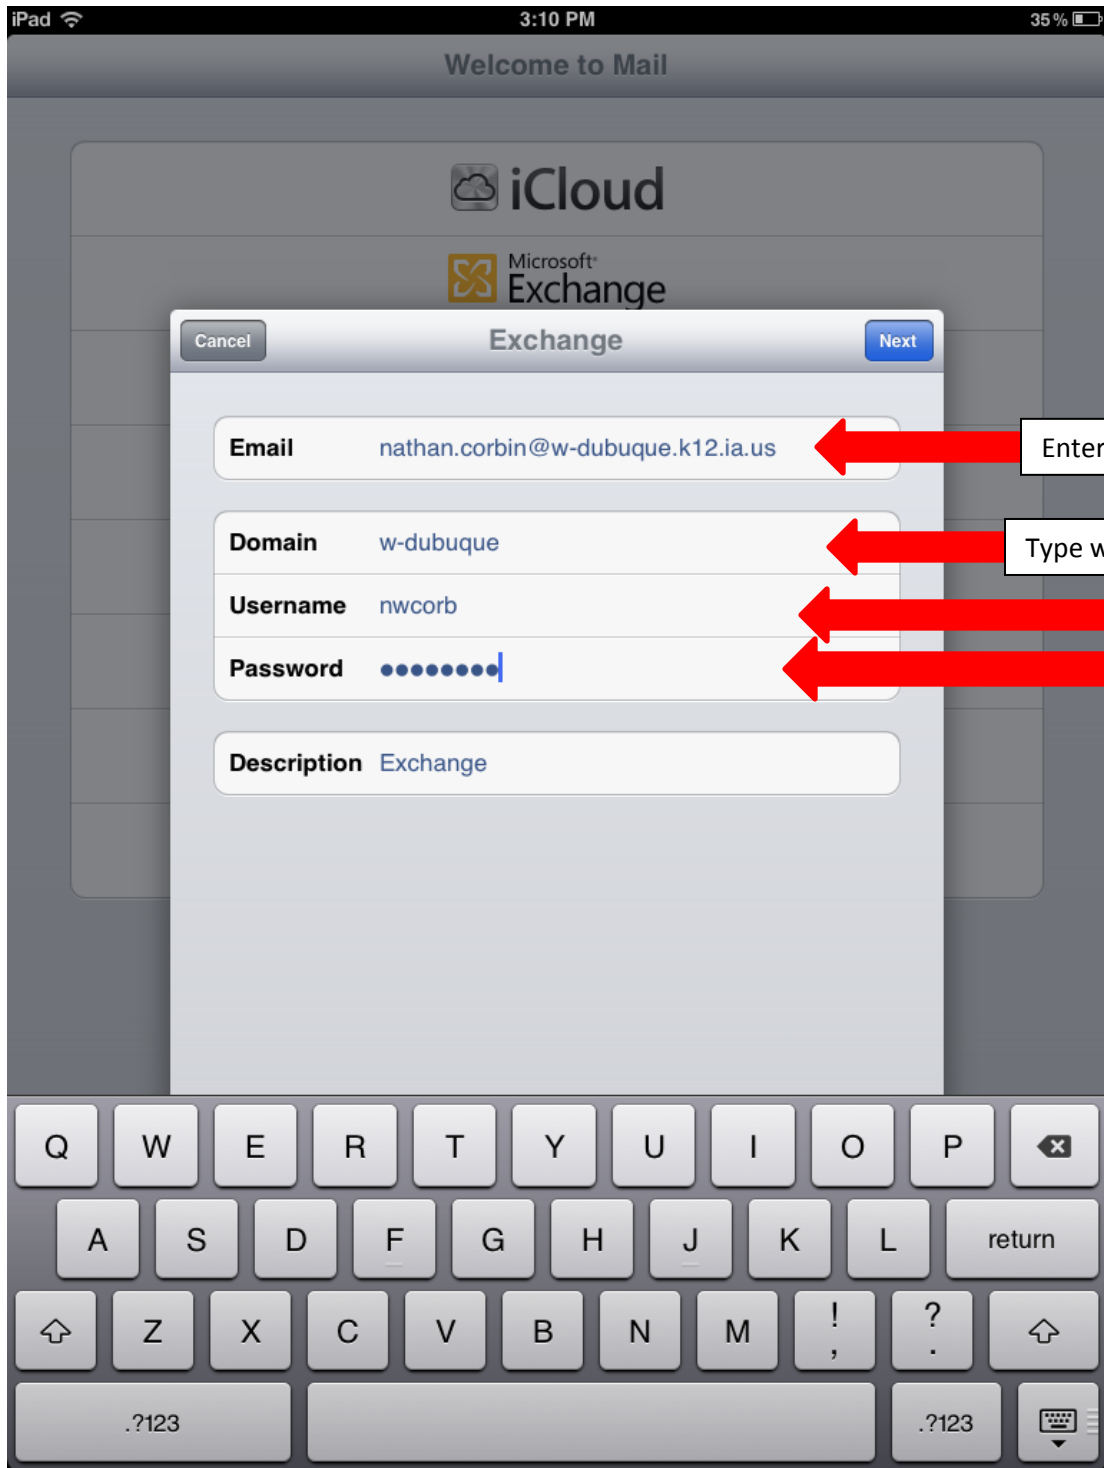 iPad 3:10 PM 35%
Welcome to Mail
iCloud
Microsoft
Exchange
Cancel Exchange Next
Email nathan.corbin@w-dubuque.k12.ia.us
Enter
Domain w-dubuque
Type w
Username nwcorb
Password ••••••••
Description Exchange
Q W E R T Y U I O P
A S D F G H J K L return
Z X C V B N M ! , ? .
.?123 .?123